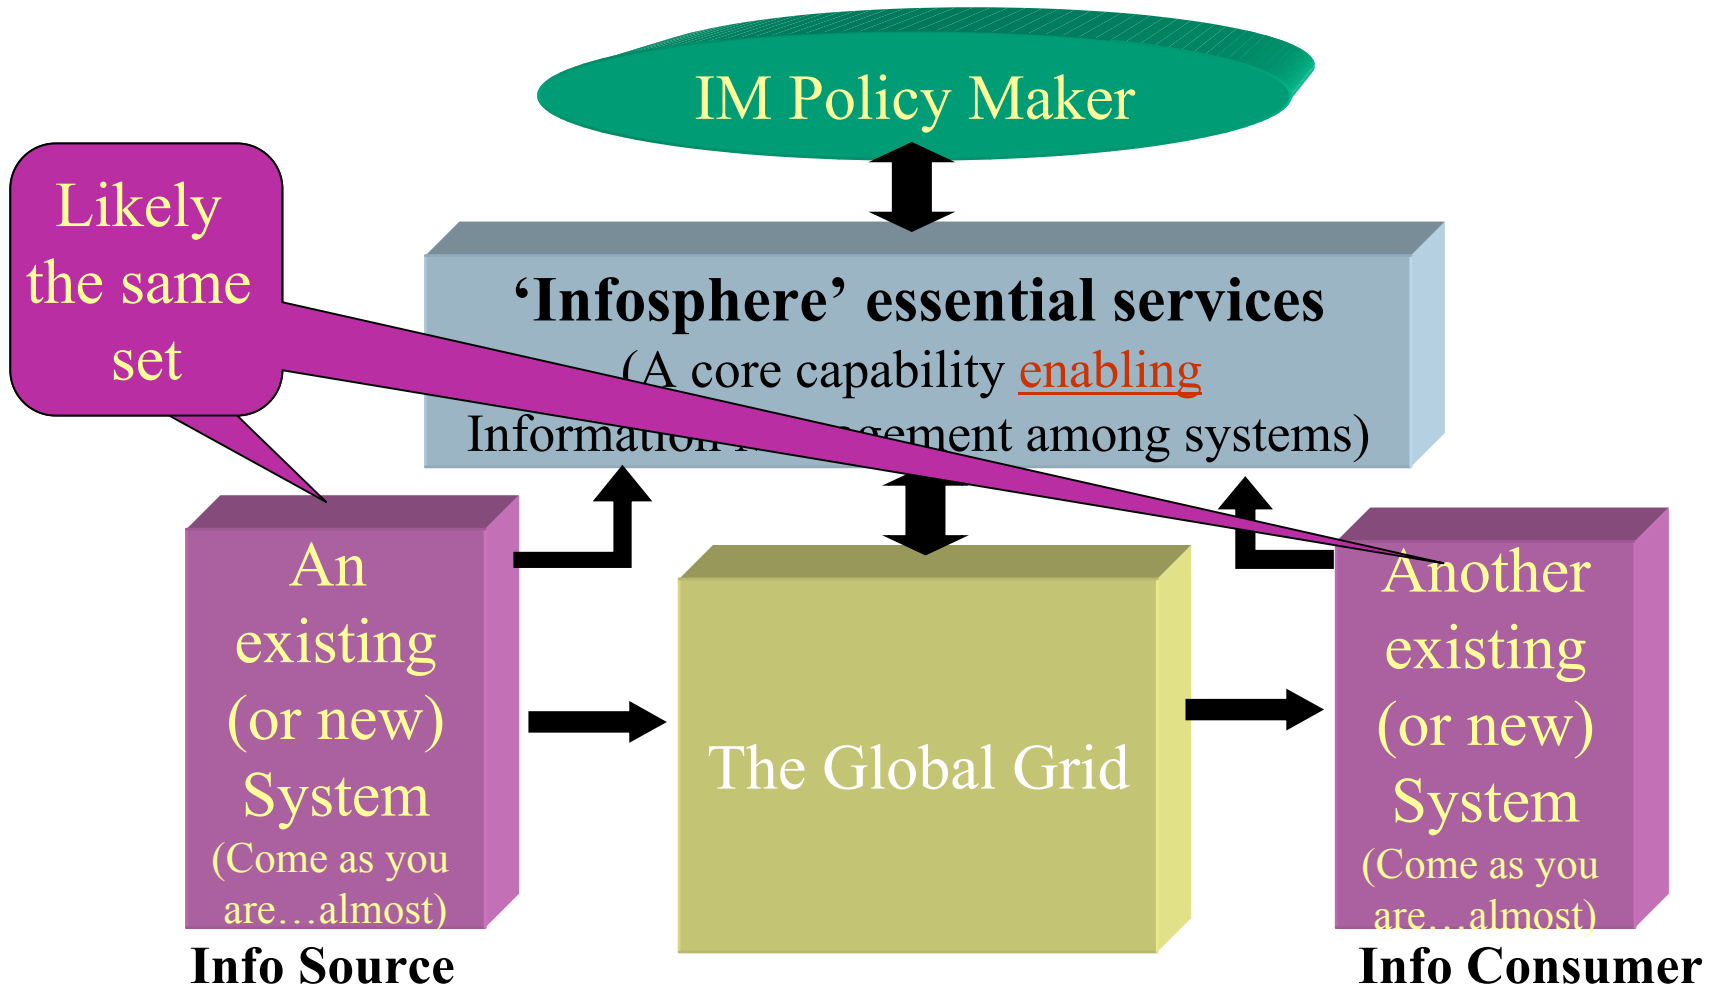 IM Policy Maker
Likely
the same
set
‘Infosphere’ essential services
(A core capability enabling
Information gement among systems)
An
existing
(or new)
System
(Come as you
are…almost)
Info Source
The Global Grid
Another
existing
(or new)
System
(Come as you
are…almost)
Info Consumer